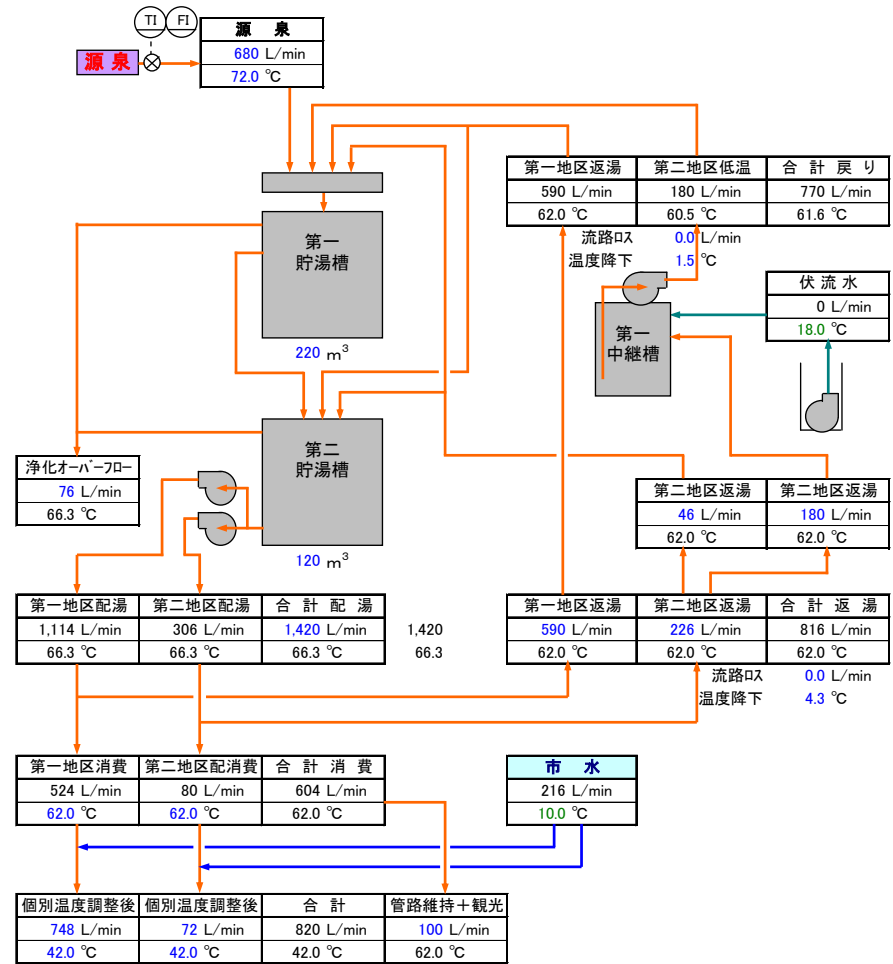 TI FI
源 泉
源 泉
680 L/min
72.0 ℃
第一地区返湯 第二地区低温 合 計 戻 り
590 L/min 180 L/min 770 L/min
62.0 ℃ 60.5 ℃ 61.6 ℃
流路ロス 0.0 L/min
温度降下 1.5 ℃
第一
貯湯槽
220 m³
伏 流 水
0 L/min
18.0 ℃
第一
中継槽
第二
貯湯槽
120 m³
浄化オーバーフロー
76 L/min
66.3 ℃
第二地区返湯 第二地区返湯
46 L/min 180 L/min
62.0 ℃ 62.0 ℃
第一地区配湯 第二地区配湯 合 計 配 湯
1,114 L/min 306 L/min 1,420 L/min 1,420
66.3 ℃ 66.3 ℃ 66.3 ℃ 66.3
第一地区返湯 第二地区返湯 合 計 返 湯
590 L/min 226 L/min 816 L/min
62.0 ℃ 62.0 ℃ 62.0 ℃
流路ロス 0.0 L/min
温度降下 4.3 ℃
第一地区消費 第二地区配消費 合 計 消 費
524 L/min 80 L/min 604 L/min
62.0 ℃ 62.0 ℃ 62.0 ℃
市 水
216 L/min
10.0 ℃
個別温度調整後 個別温度調整後 合 計 管路維持＋観光
748 L/min 72 L/min 820 L/min 100 L/min
42.0 ℃ 42.0 ℃ 42.0 ℃ 62.0 ℃